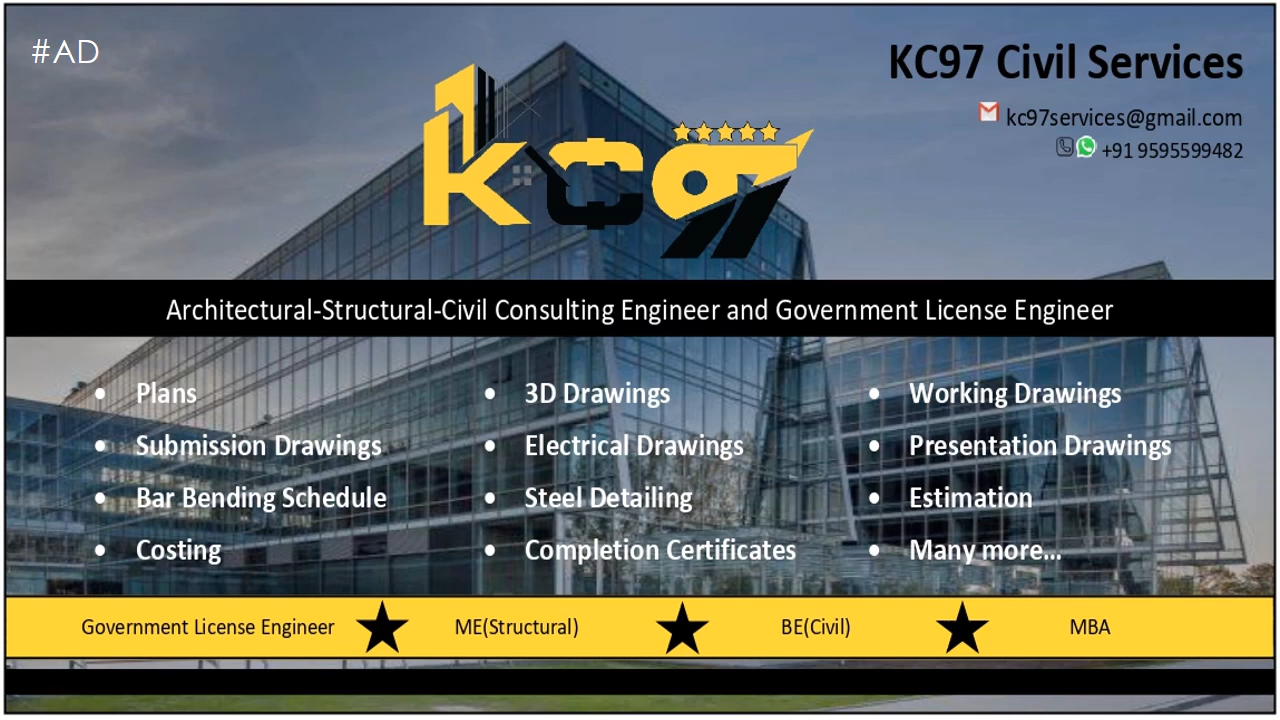 #AD
KC97 Civil Services
kc97services@gmail.com
+91 9595599482
kc97
Architectural-Structural-Civil Consulting Engineer and Government License Engineer
• Plans
• Submission Drawings
• Bar Bending Schedule
• Costing
• 3D Drawings
• Electrical Drawings
• Steel Detailing
• Completion Certificates
• Working Drawings
• Presentation Drawings
• Estimation
• Many more...
Government License Engineer ★ ME(Structural) ★ BE(Civil) ★ MBA